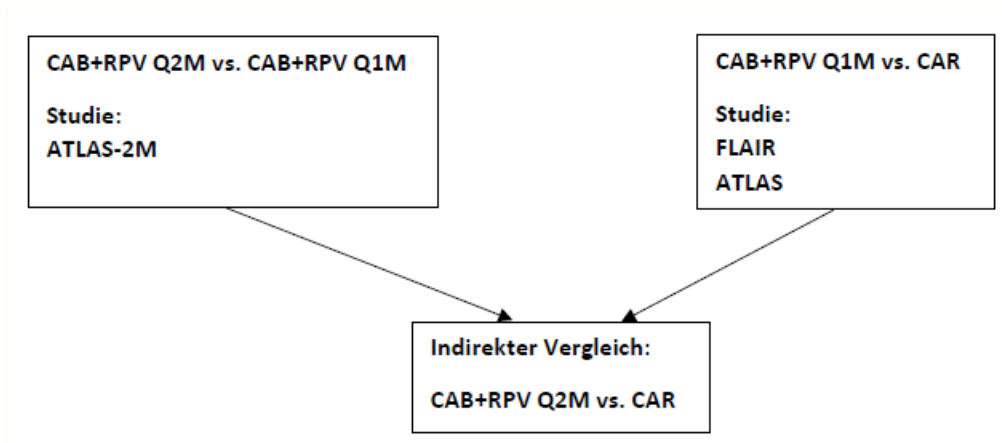 CAB+RPV Q2M vs. CAB+RPV Q1M
Studie:
ATLAS-2M
CAB+RPV Q1M vs. CAR
Studie:
FLAIR
ATLAS
Indirekter Vergleich:
CAB+RPV Q2M vs. CAR